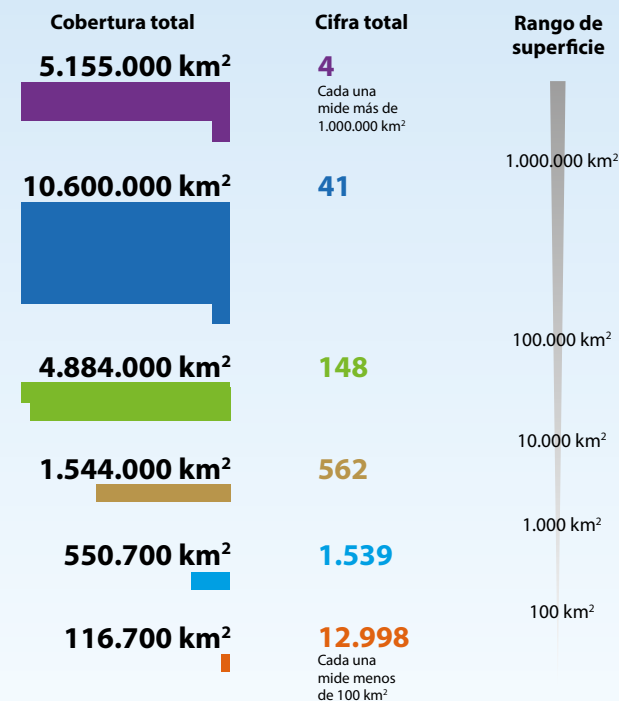 Cobertura total
Cifra total
Rango de
superficie
5.155.000 km²
4
Cada una
mide más de
1.000.000 km²
1.000.000 km²
10.600.000 km²
41
100.000 km²
4.884.000 km²
148
10.000 km²
1.544.000 km²
562
1.000 km²
550.700 km²
1.539
100 km²
116.700 km²
12.998
Cada una
mide menos
de 100 km²